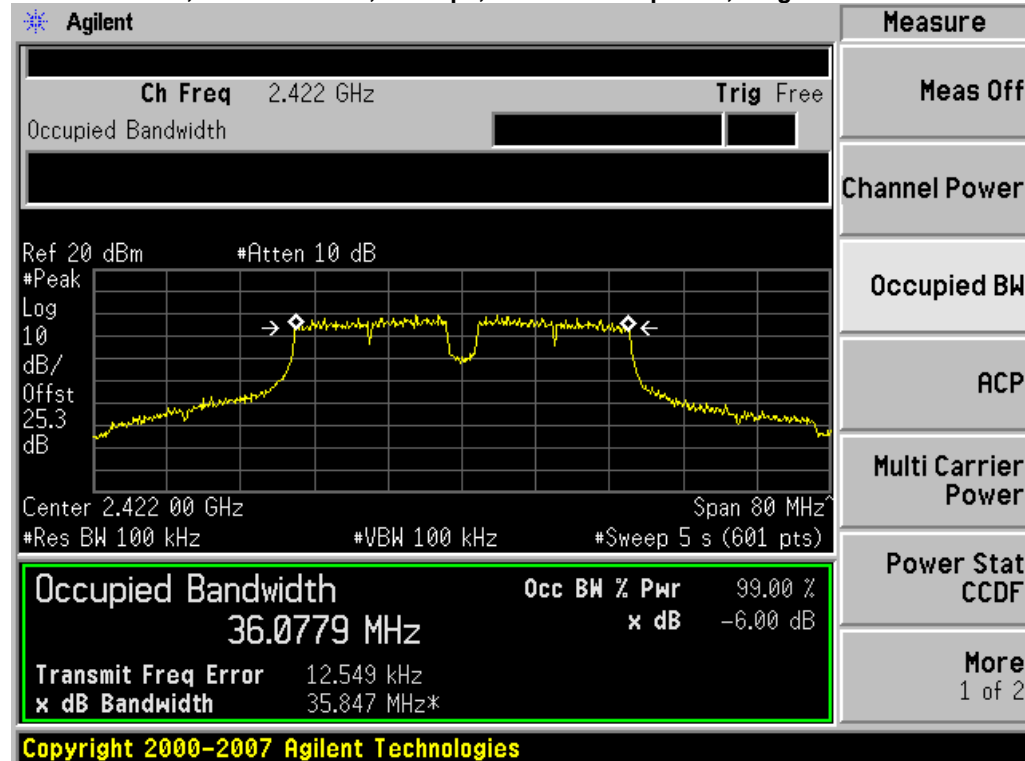 Agilent
Measure
Ch Freq 2.422 GHz Trig Free
Occupied Bandwidth
Meas Off
Channel Power
Occupied BW
ACP
Multi Carrier
Power
Power Stat
CCDF
More
1 of 2
Ref 20 dBm #Atten 10 dB
#Peak
Log
10
dB/
Offst
25.3
dB
Center 2.422 00 GHz Span 80 MHz^
#Res BW 100 kHz #VBW 100 kHz #Sweep 5 s (601 pts)
Occupied Bandwidth Occ BW % Pwr 99.00 %
36.0779 MHz x dB -6.00 dB
Transmit Freq Error 12.549 kHz
x dB Bandwidth 35.847 MHz*
Copyright 2000-2007 Agilent Technologies